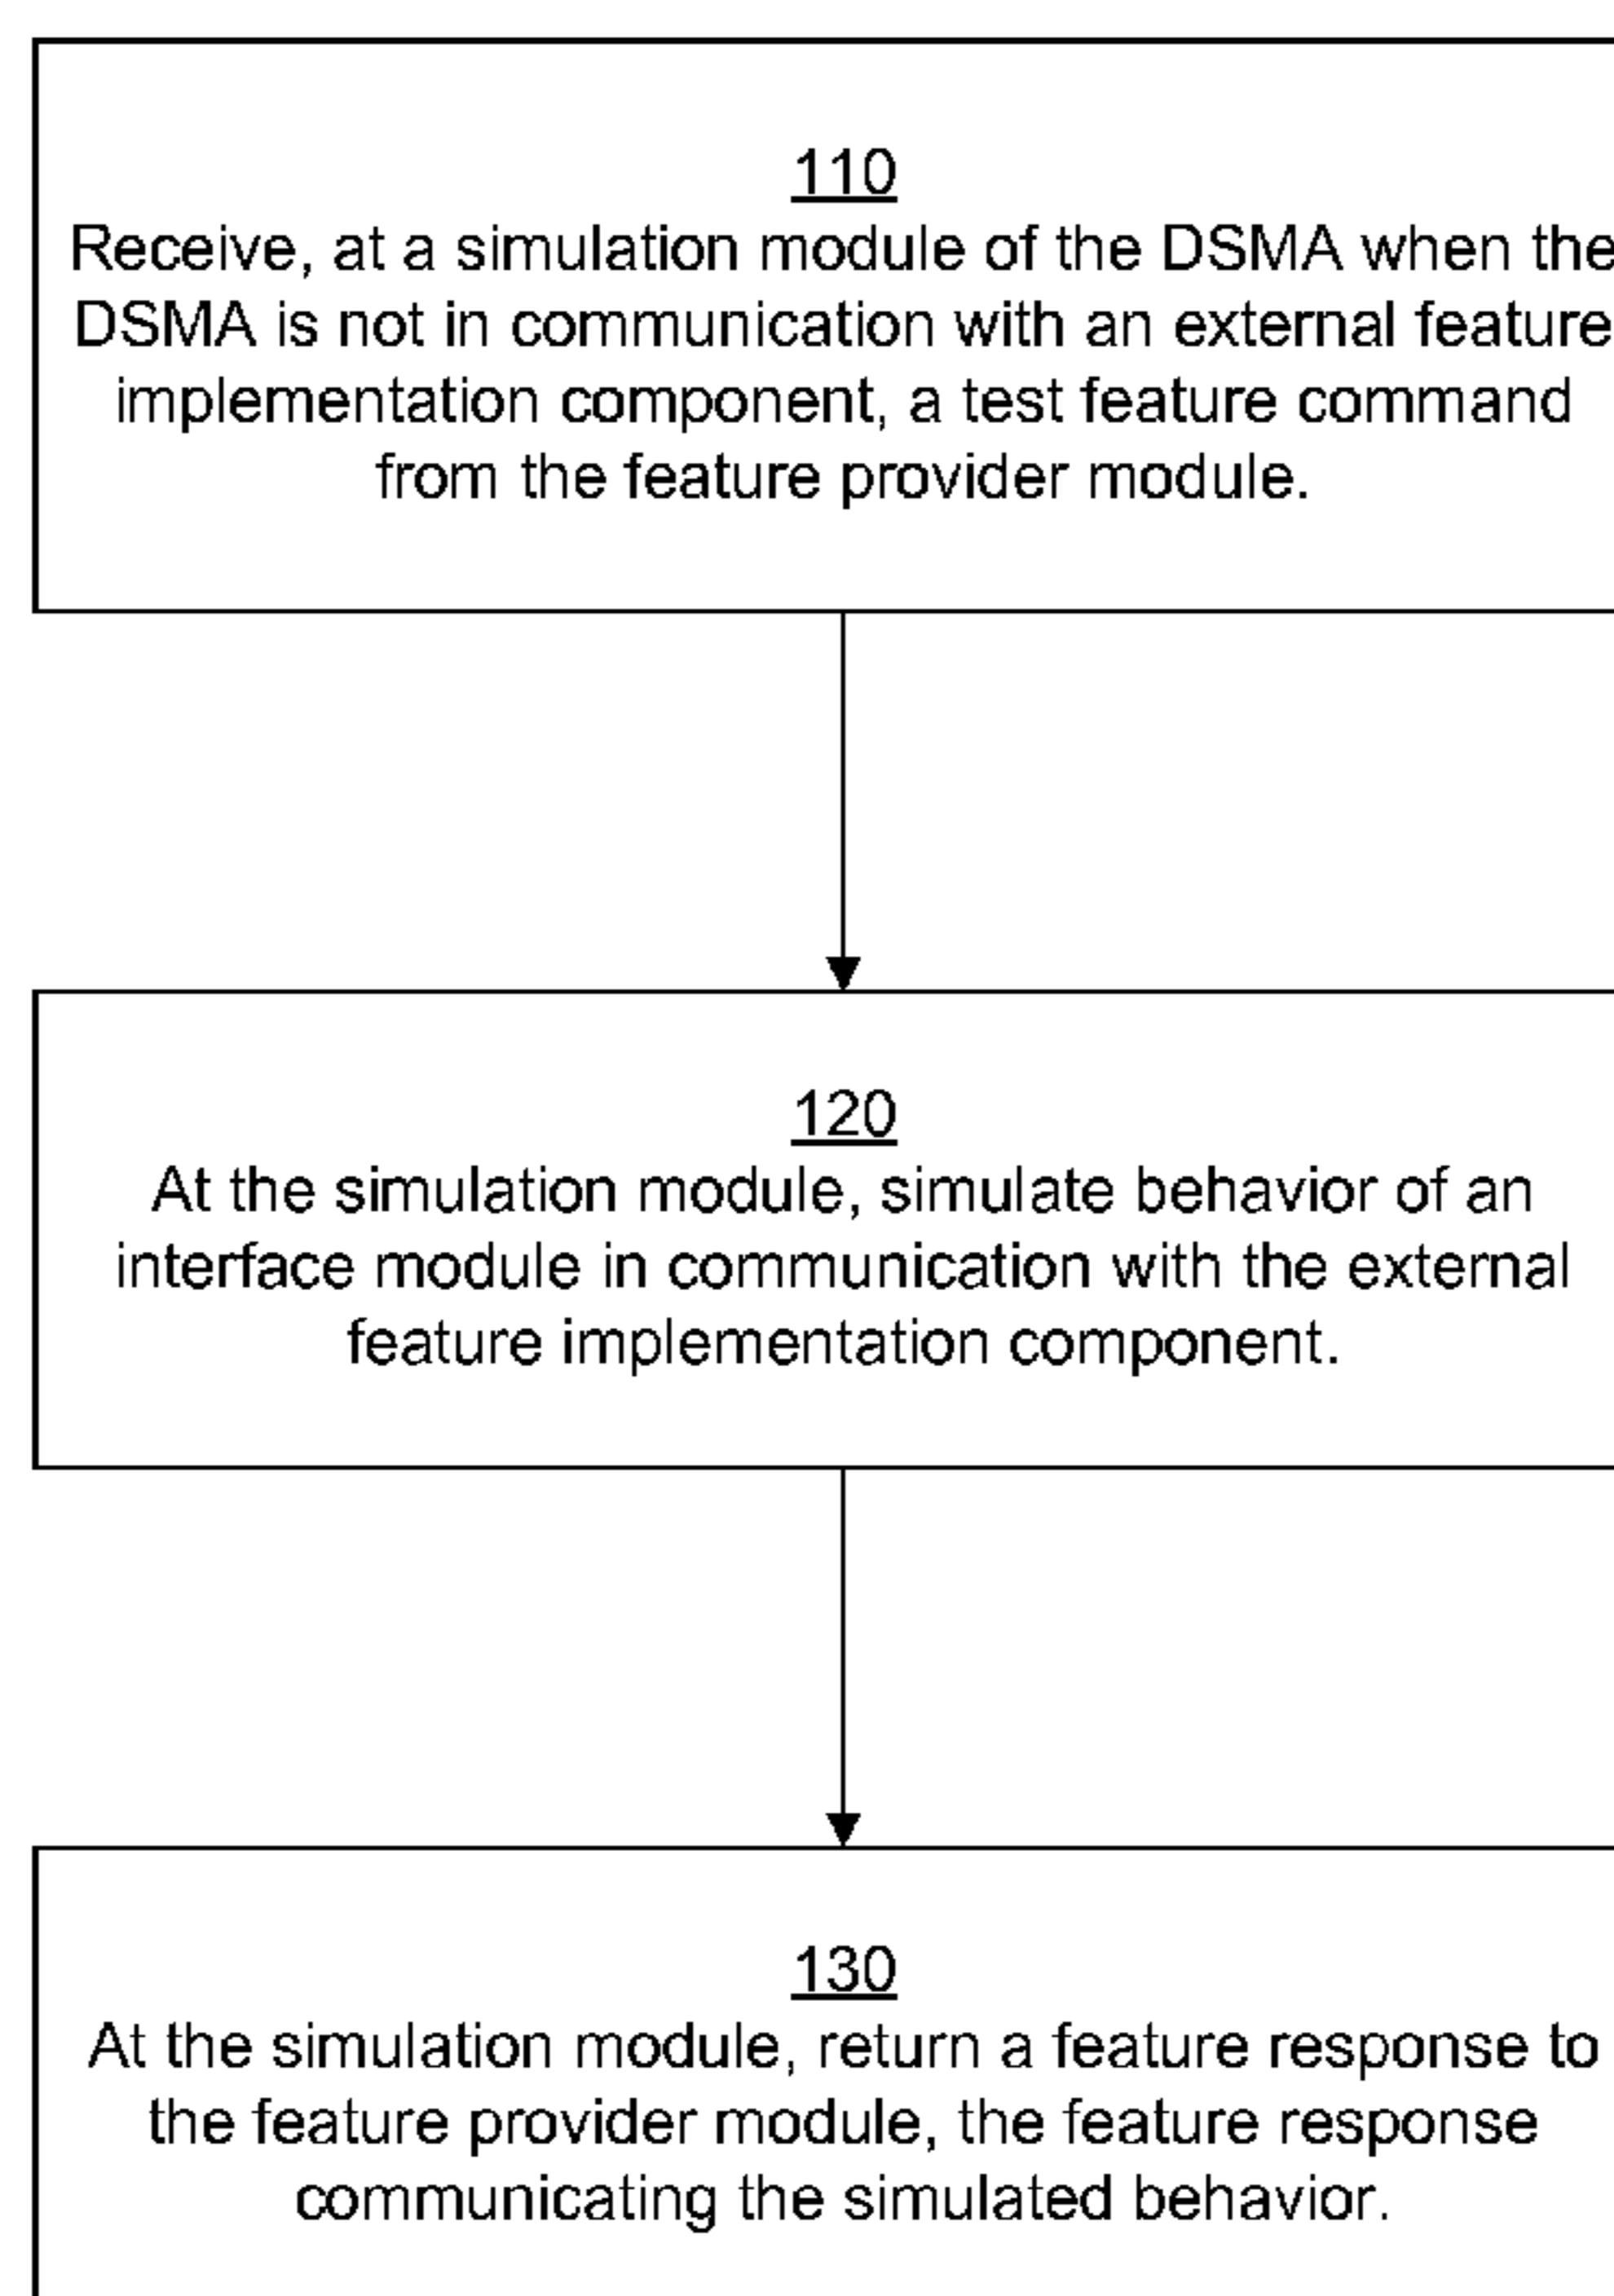 110
Receive, at a simulation module of the DSMA when the
DSMA is not in communication with an external feature
implementation component, a test feature command
from the feature provider module.
120
At the simulation module, simulate behavior of an
interface module in communication with the external
feature implementation component.
130
At the simulation module, return a feature response to
the feature provider module, the feature response
communicating the simulated behavior.